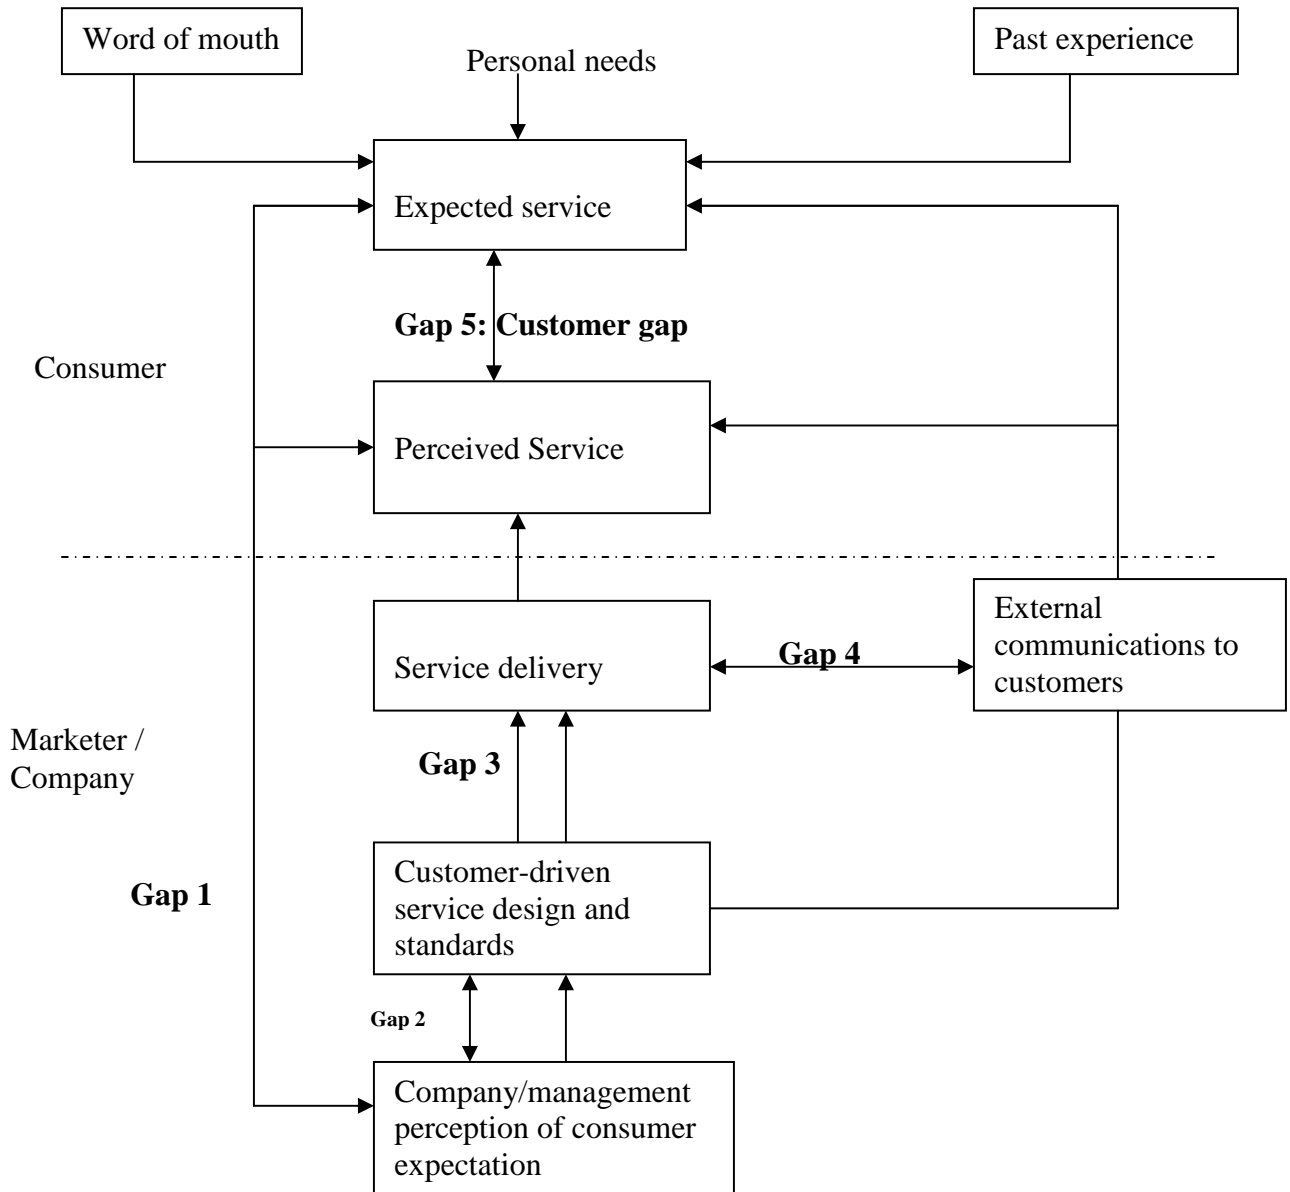 Word of mouth
Personal needs
Past experience
Expected service
Gap 5: Customer gap
Consumer
Perceived Service
Service delivery
Gap 4
External
communications to
customers
Marketer /
Company
Gap 3
Customer-driven
service design and
standards
Gap 1
Gap 2
Company/management
perception of consumer
expectation